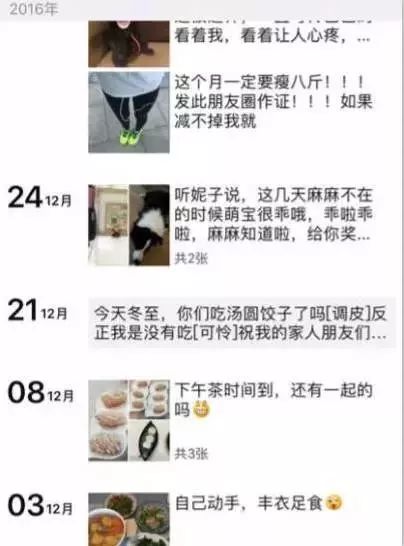 2016年
看着我，看着让人心疼，...
这个月一定要瘦八斤！！！
发此朋友圈作证！！！如果
减不掉我就
24 12月
听妮子说，这几天麻麻不在
的时候萌宝很乖哦，乖啦乖
啦，麻麻知道啦，给你奖...
共2张
21 12月
今天冬至，你们吃汤圆饺子了吗[调皮]反
正我是没有吃[可怜]祝我的家人朋友们...
08 12月
下午茶时间到，还有一起的
吗😁
共3张
03 12月
自己动手，丰衣足食😪